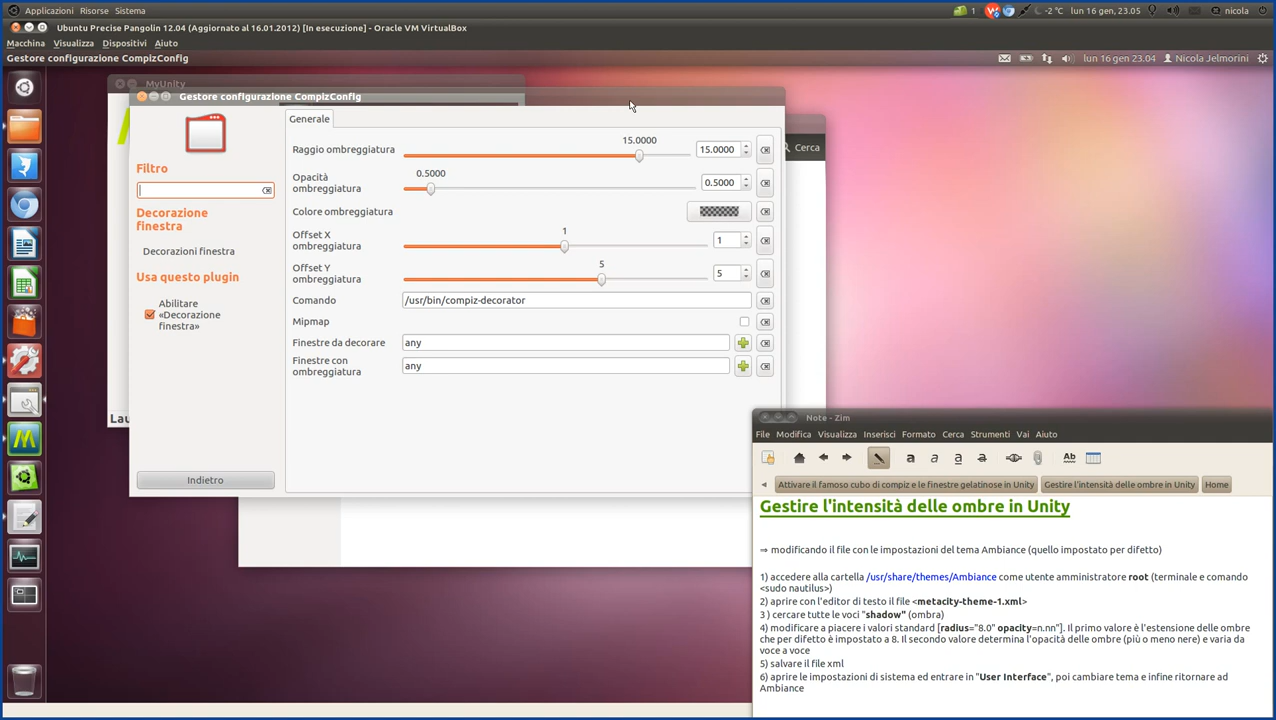 Applicazioni Risorse Sistema
1 -2 °C lun 16 gen, 23.05 nicola
Ubuntu Precise Pangolin 12.04 (Aggiornato al 16.01.2012) [In esecuzione] - Oracle VM VirtualBox
Macchina Visualizza Dispositivi Aiuto
Gestore configurazione CompizConfig
lun 16 gen 23.04 Nicola Jelmorini
MyUnity
Gestore configurazione CompizConfig
Cerca
Lau
Filtro
Decorazione
finestra
Decorazioni finestra
Usa questo plugin
Abilitare
«Decorazione
finestra»
Indietro
Generale
15.0000
Raggio ombreggiatura 15.0000
0.5000
Opacità
ombreggiatura 0.5000
Colore ombreggiatura
1
Offset X
ombreggiatura 1
5
Offset Y
ombreggiatura 5
Comando /usr/bin/compiz-decorator
Mipmap
Finestre da decorare any
Finestre con
ombreggiatura any
Note - Zim
File Modifica Visualizza Inserisci Formato Cerca Strumenti Vai Aiuto
a a a a Ab
Attivare il famoso cubo di compiz e le finestre gelatinose in Unity Gestire l'intensità delle ombre in Unity Home
Gestire l'intensità delle ombre in Unity
⇒ modificando il file con le impostazioni del tema Ambiance (quello impostato per difetto)
1) accedere alla cartella /usr/share/themes/Ambiance come utente amministratore root (terminale e comando
<sudo nautilus>)
2) aprire con l'editor di testo il file <metacity-theme-1.xml>
3 ) cercare tutte le voci "shadow" (ombra)
4) modificare a piacere i valori standard [radius="8.0" opacity=n.nn"]. Il primo valore è l'estensione delle ombre
che per difetto è impostato a 8. Il secondo valore determina l'opacità delle ombre (più o meno nere) e varia da
voce a voce
5) salvare il file xml
6) aprire le impostazioni di sistema ed entrare in "User Interface", poi cambiare tema e infine ritornare ad
Ambiance